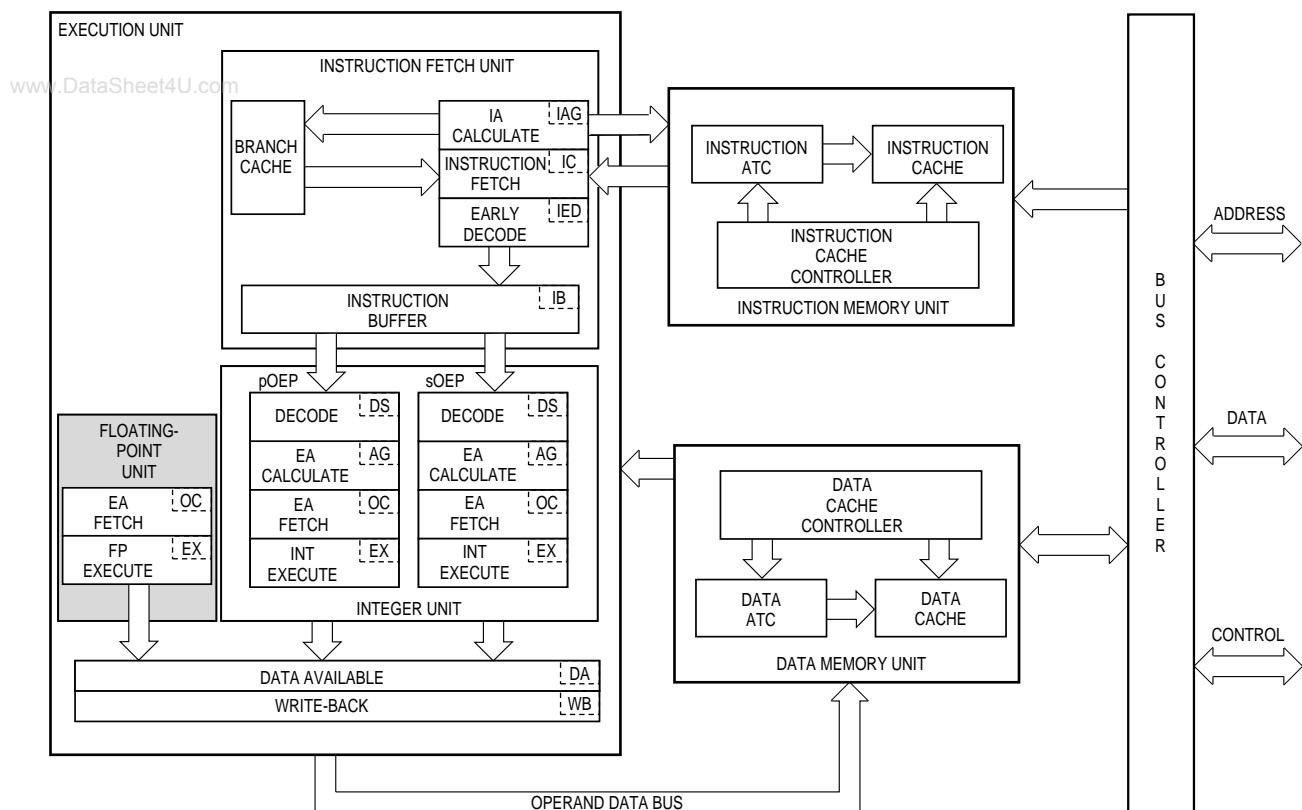 EXECUTION UNIT
www.DataSheet4U.com
INSTRUCTION FETCH UNIT
BRANCH
CACHE
IA
CALCULATE
IAG
INSTRUCTION
FETCH
IC
EARLY
DECODE
IED
INSTRUCTION
BUFFER
IB
pOEP
DECODE
DS
EA
CALCULATE
AG
EA
FETCH
OC
INT
EXECUTE
EX
sOEP
DECODE
DS
EA
CALCULATE
AG
EA
FETCH
OC
INT
EXECUTE
EX
INTEGER UNIT
FLOATING-
POINT
UNIT
EA
FETCH
OC
FP
EXECUTE
EX
DATA AVAILABLE
DA
WRITE-BACK
WB
INSTRUCTION
ATC
INSTRUCTION
CACHE
INSTRUCTION
CACHE
CONTROLLER
INSTRUCTION MEMORY UNIT
DATA
CACHE
CONTROLLER
DATA
ATC
DATA
CACHE
DATA MEMORY UNIT
OPERAND DATA BUS
BUS CONTROLLER
ADDRESS
DATA
CONTROL